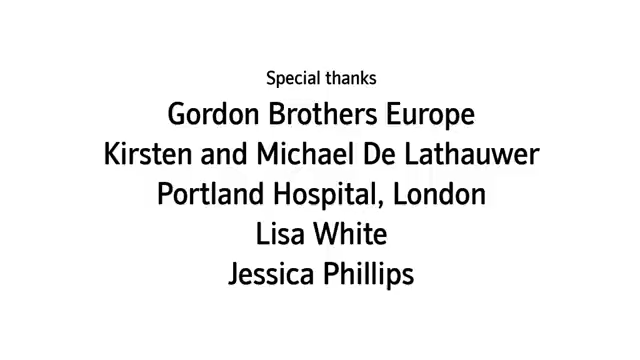 Special thanks
Gordon Brothers Europe
Kirsten and Michael De Lathauwer
Portland Hospital, London
Lisa White
Jessica Phillips